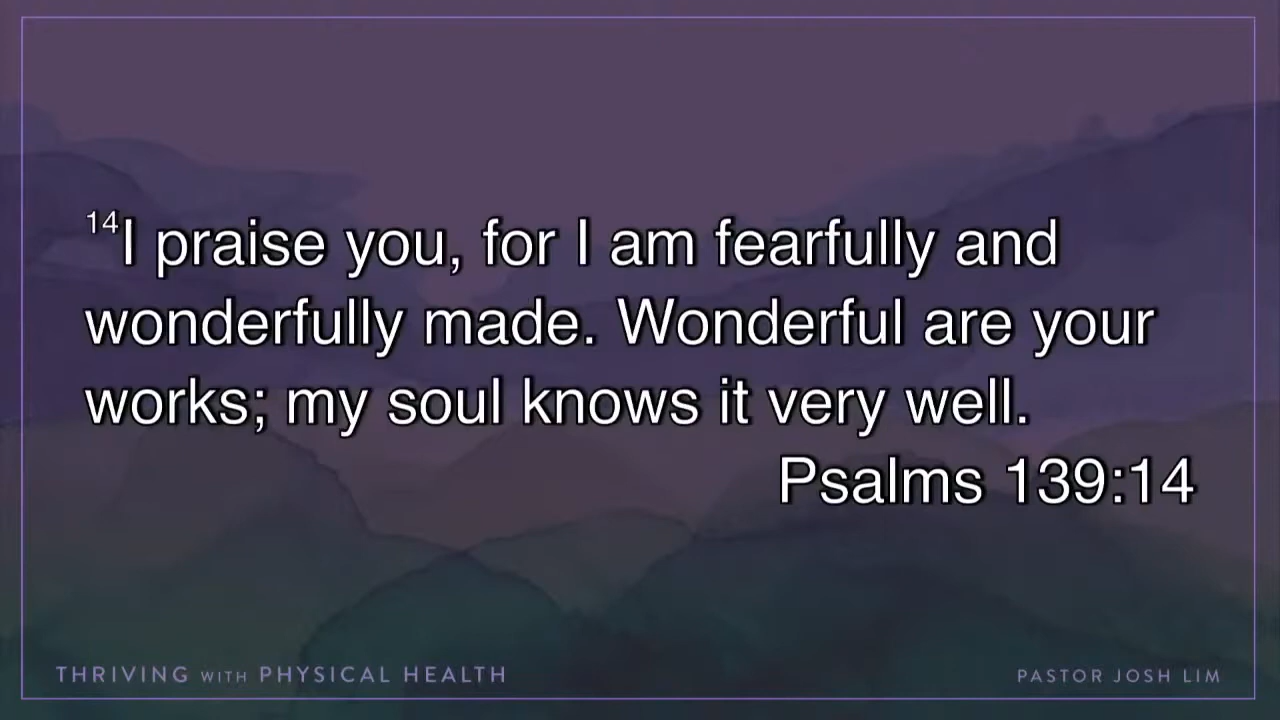 14I praise you, for I am fearfully and
wonderfully made. Wonderful are your
works; my soul knows it very well.
Psalms 139:14
THRIVING WITH PHYSICAL HEALTH
PASTOR JOSH LIM